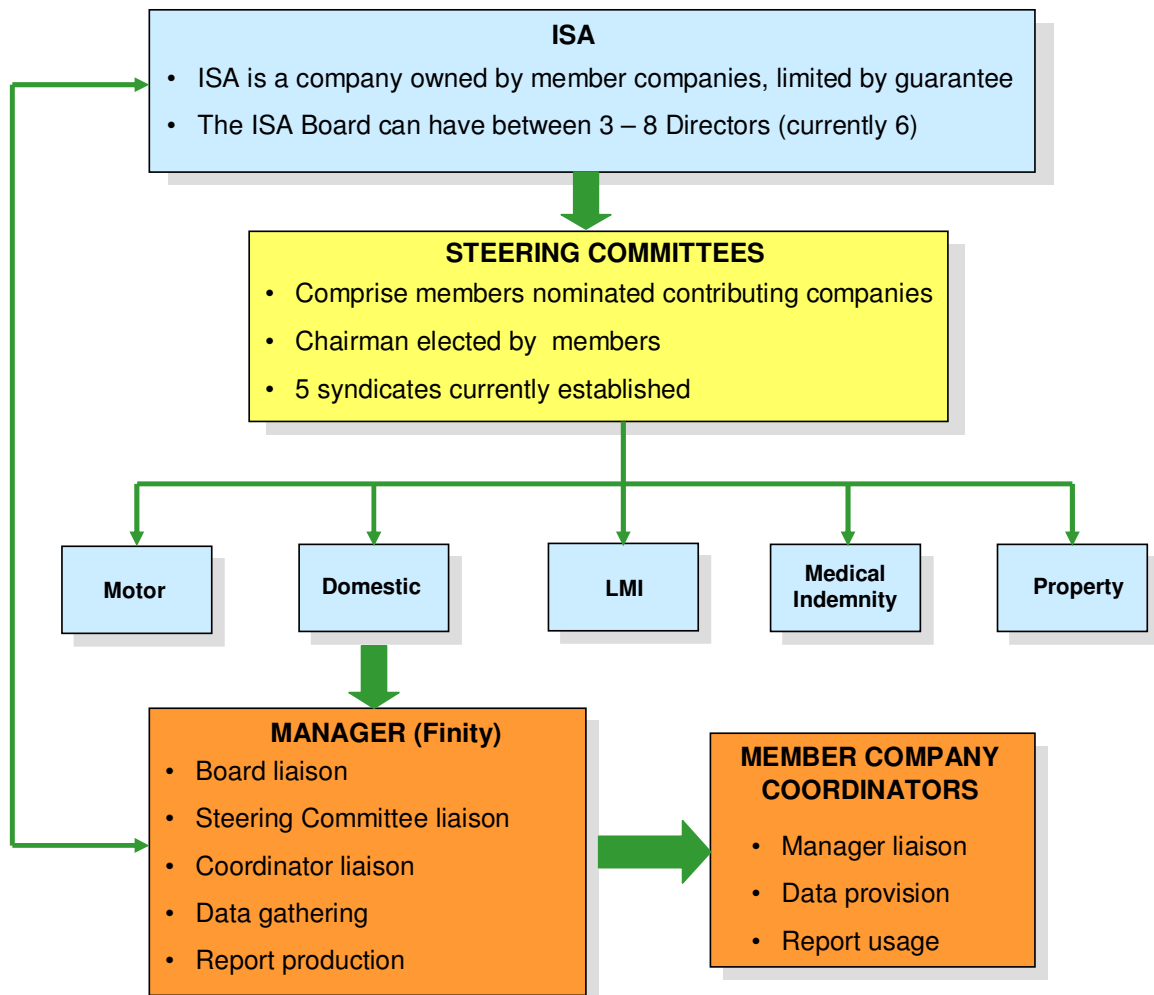 ISA
• ISA is a company owned by member companies, limited by guarantee
• The ISA Board can have between 3 – 8 Directors (currently 6)
STEERING COMMITTEES
• Comprise members nominated contributing companies
• Chairman elected by members
• 5 syndicates currently established
Motor
Domestic
LMI
Medical
Indemnity
Property
MANAGER (Finity)
• Board liaison
• Steering Committee liaison
• Coordinator liaison
• Data gathering
• Report production
MEMBER COMPANY
COORDINATORS
• Manager liaison
• Data provision
• Report usage